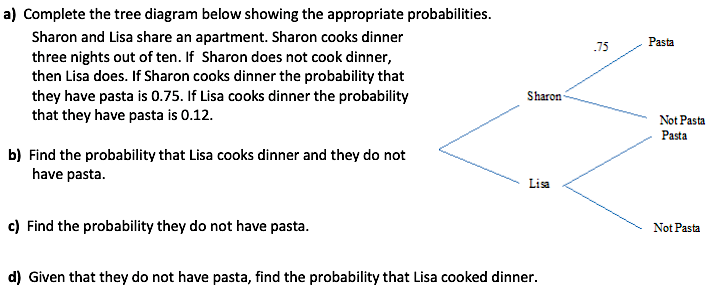 a) Complete the tree diagram below showing the appropriate probabilities.
Sharon and Lisa share an apartment. Sharon cooks dinner
three nights out of ten. If Sharon does not cook dinner,
then Lisa does. If Sharon cooks dinner the probability that
they have pasta is 0.75. If Lisa cooks dinner the probability
that they have pasta is 0.12.
b) Find the probability that Lisa cooks dinner and they do not
have pasta.
c) Find the probability they do not have pasta.
d) Given that they do not have pasta, find the probability that Lisa cooked dinner.
.75
Pasta
Sharon
Not Pasta
Pasta
Lisa
Not Pasta